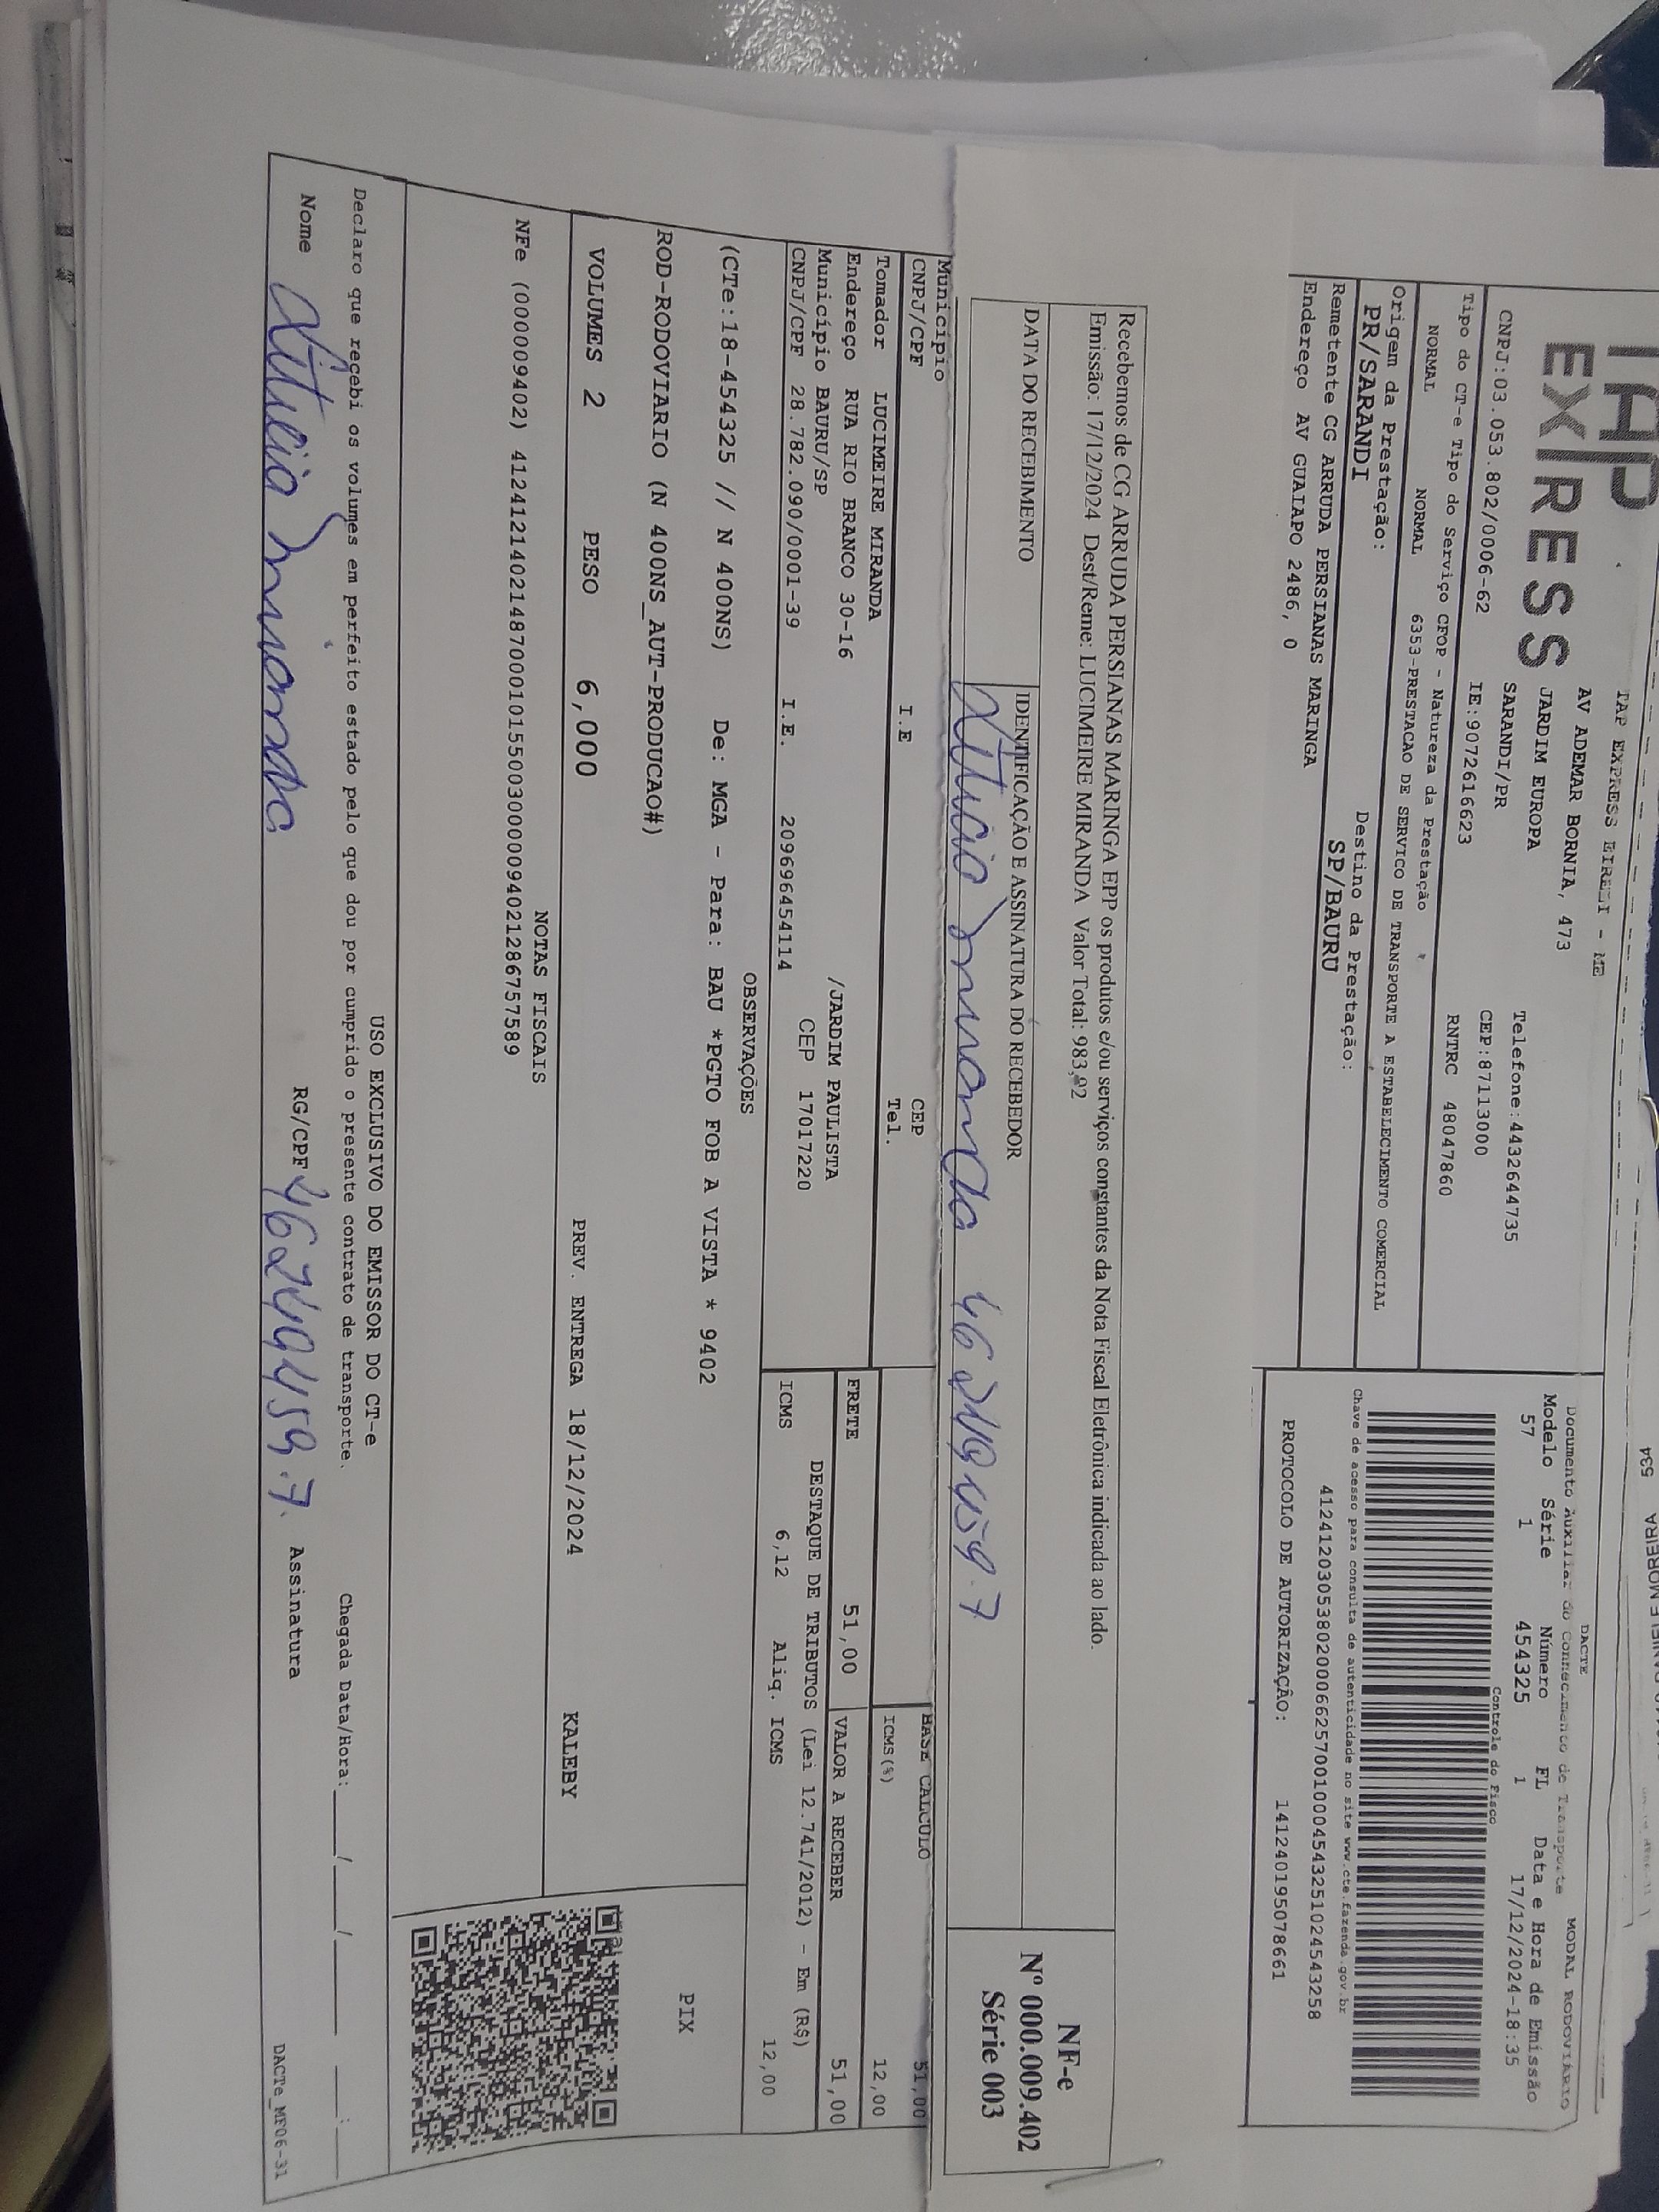 TAP
EXPRESS
TAP EXPRESS EIRELI - ME
AV ADEMAR BORNIA, 473
JARDIM EUROPA
SARANDI/PR
Telefone:4432644735
CEP:87113000
CNPJ:03.053.802/0006-62 IE:9072616623 RNTRC 48047860
Tipo do CT-e Tipo do Serviço CFOP - Natureza da Prestação
NORMAL NORMAL 6353-PRESTACAO DE SERVICO DE TRANSPORTE A ESTABELECIMENTO COMERCIAL
Origem da Prestação: Destino da Prestação:
PR/SARANDI SP/BAURU
Remetente CG ARRUDA PERSIANAS MARINGA
Endereço AV GUAIAPO 2486, 0
534
DACTE
Documento Auxiliar do Conhecimento de Transporte
MODAL RODOVIÁRIO
Modelo Série Número FL Data e Hora de Emissão
57 1 454325 1 17/12/2024-18:35
Controle do Fisco
Chave de acesso para consulta de autenticidade no site www.cte.fazenda.gov.br
41241203053802000662570010004543251024543258
PROTOCOLO DE AUTORIZAÇÃO: 141240195078661
Recebemos de CG ARRUDA PERSIANAS MARINGA EPP os produtos e/ou serviços constantes da Nota Fiscal Eletrônica indicada ao lado.
Emissão: 17/12/2024 Dest/Reme: LUCIMEIRE MIRANDA Valor Total: 983,92
DATA DO RECEBIMENTO IDENTIFICAÇÃO E ASSINATURA DO RECEBEDOR
Miranda 46249459.7
NF-e
Nº 000.009.402
Série 003
Município
CNPJ/CPF I.E CEP
Tel.
BASE CALCULO 51,00
ICMS(%) 12,00
Tomador LUCIMEIRE MIRANDA
Endereço RUA RIO BRANCO 30-16 /JARDIM PAULISTA
Município BAURU/SP CEP 17017220
CNPJ/CPF 28.782.090/0001-39 I.E. 209696454114
FRETE 51,00 VALOR A RECEBER 51,00
DESTAQUE DE TRIBUTOS (Lei 12.741/2012) - Em (R$)
ICMS 6,12 Aliq. ICMS 12,00
OBSERVAÇÕES
(CTe:18-454325 // N 400NS) De: MGA - Para: BAU *PGTO FOB A VISTA * 9402
ROD-RODOVIARIO (N 400NS_AUT-PRODUCAO#)
PIX
VOLUMES 2 PESO 6,000 PREV. ENTREGA 18/12/2024 KALEBY
NOTAS FISCAIS
NFe (000009402) 41241214021487000101550030000094021286757589
USO EXCLUSIVO DO EMISSOR DO CT-e
Declaro que recebi os volumes em perfeito estado pelo que dou por cumprido o presente contrato de transporte. Chegada Data/Hora: ___/___/_____ ___:___
Nome Miranda RG/CPF 46249459.7. Assinatura
DACTe_MF06-31